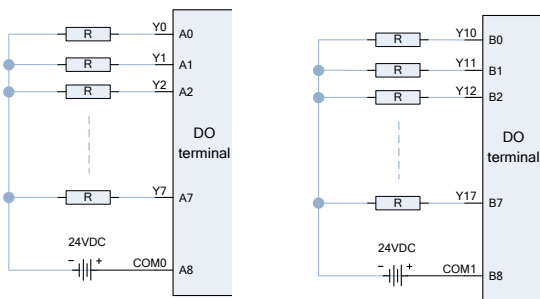 R Y0 A0
R Y1 A1
R Y2 A2
DO
terminal
R Y7 A7
24VDC
- + COM0 A8
R Y10 B0
R Y11 B1
R Y12 B2
DO
terminal
R Y17 B7
24VDC
- + COM1 B8